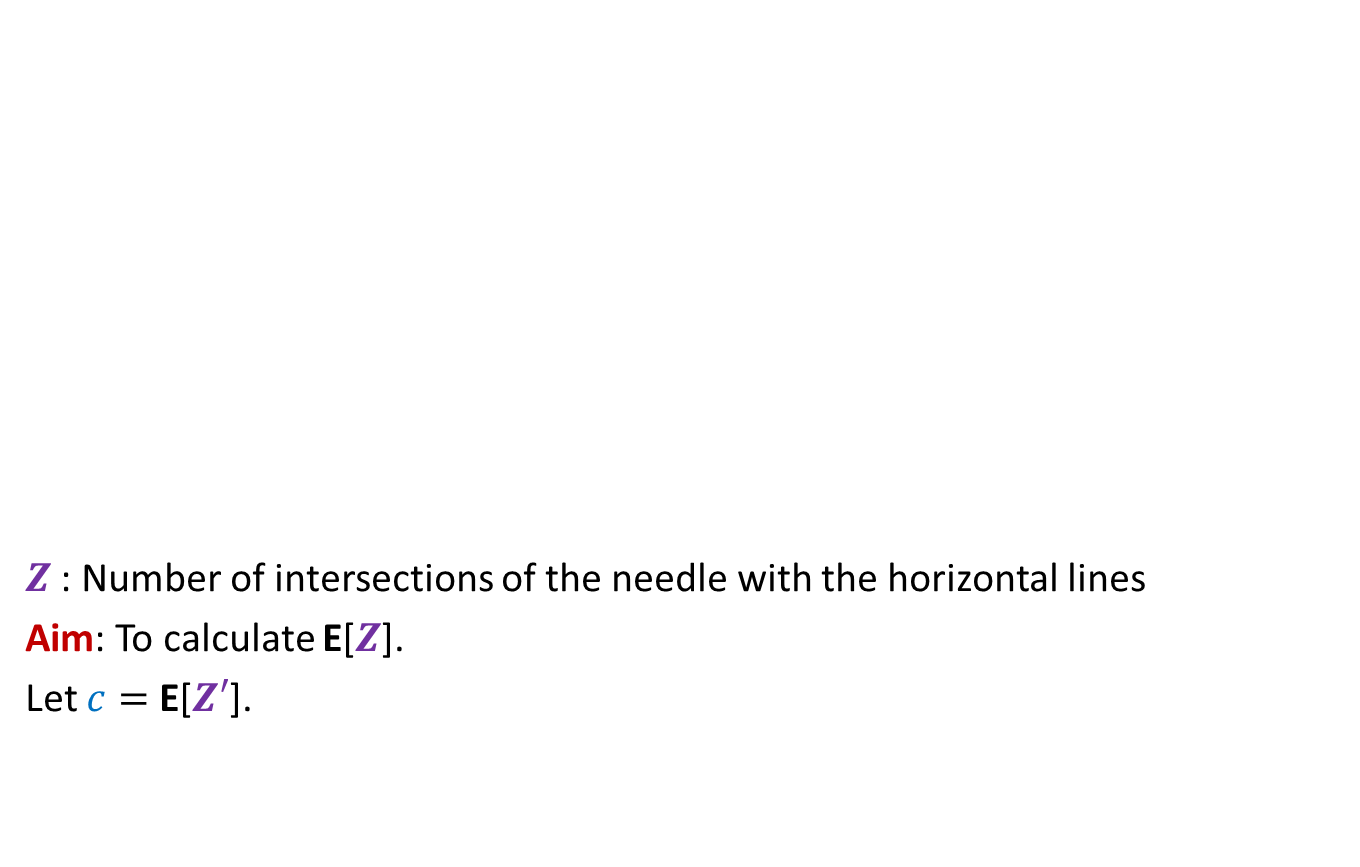 Z : Number of intersections of the needle with the horizontal lines
Aim: To calculate E[Z].
Let c = E[Z′].